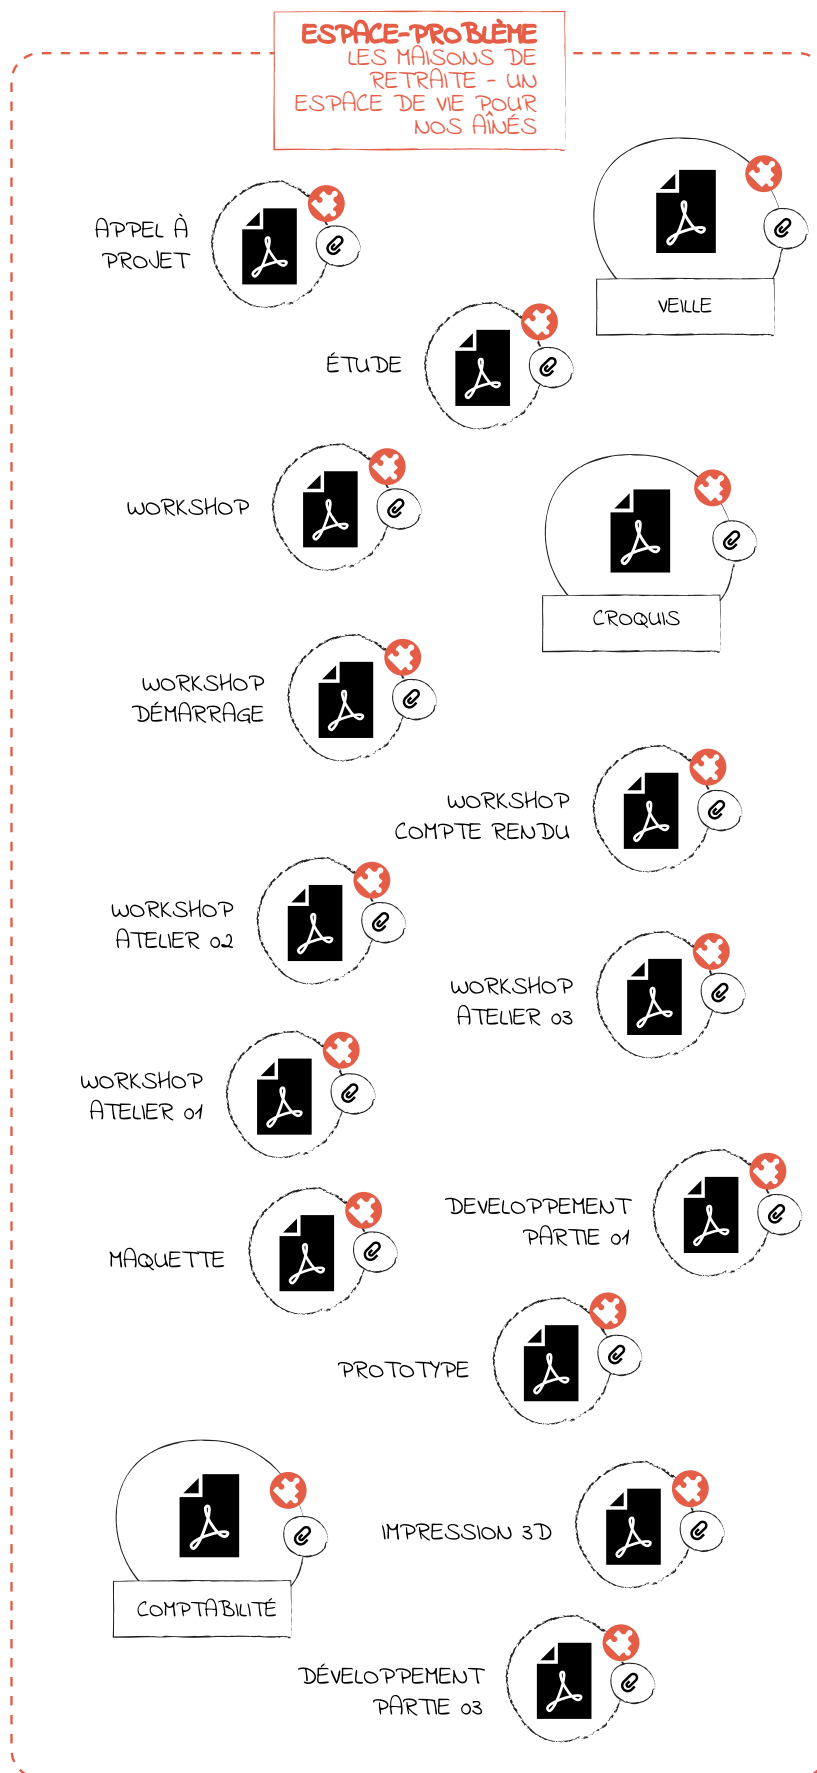 ESPACE-PROBLÈME
LES MAISONS DE
RETRAITE - UN
ESPACE DE VIE POUR
NOS AÎNÉS
APPEL À
PROJET
VEILLE
ÉTUDE
WORKSHOP
CROQUIS
WORKSHOP
DÉMARRAGE
WORKSHOP
COMPTE RENDU
WORKSHOP
ATELIER 02
WORKSHOP
ATELIER 03
WORKSHOP
ATELIER 01
DEVELOPPEMENT
PARTIE 01
MAQUETTE
PROTOTYPE
IMPRESSION 3D
COMPTABILITÉ
DÉVELOPPEMENT
PARTIE 03